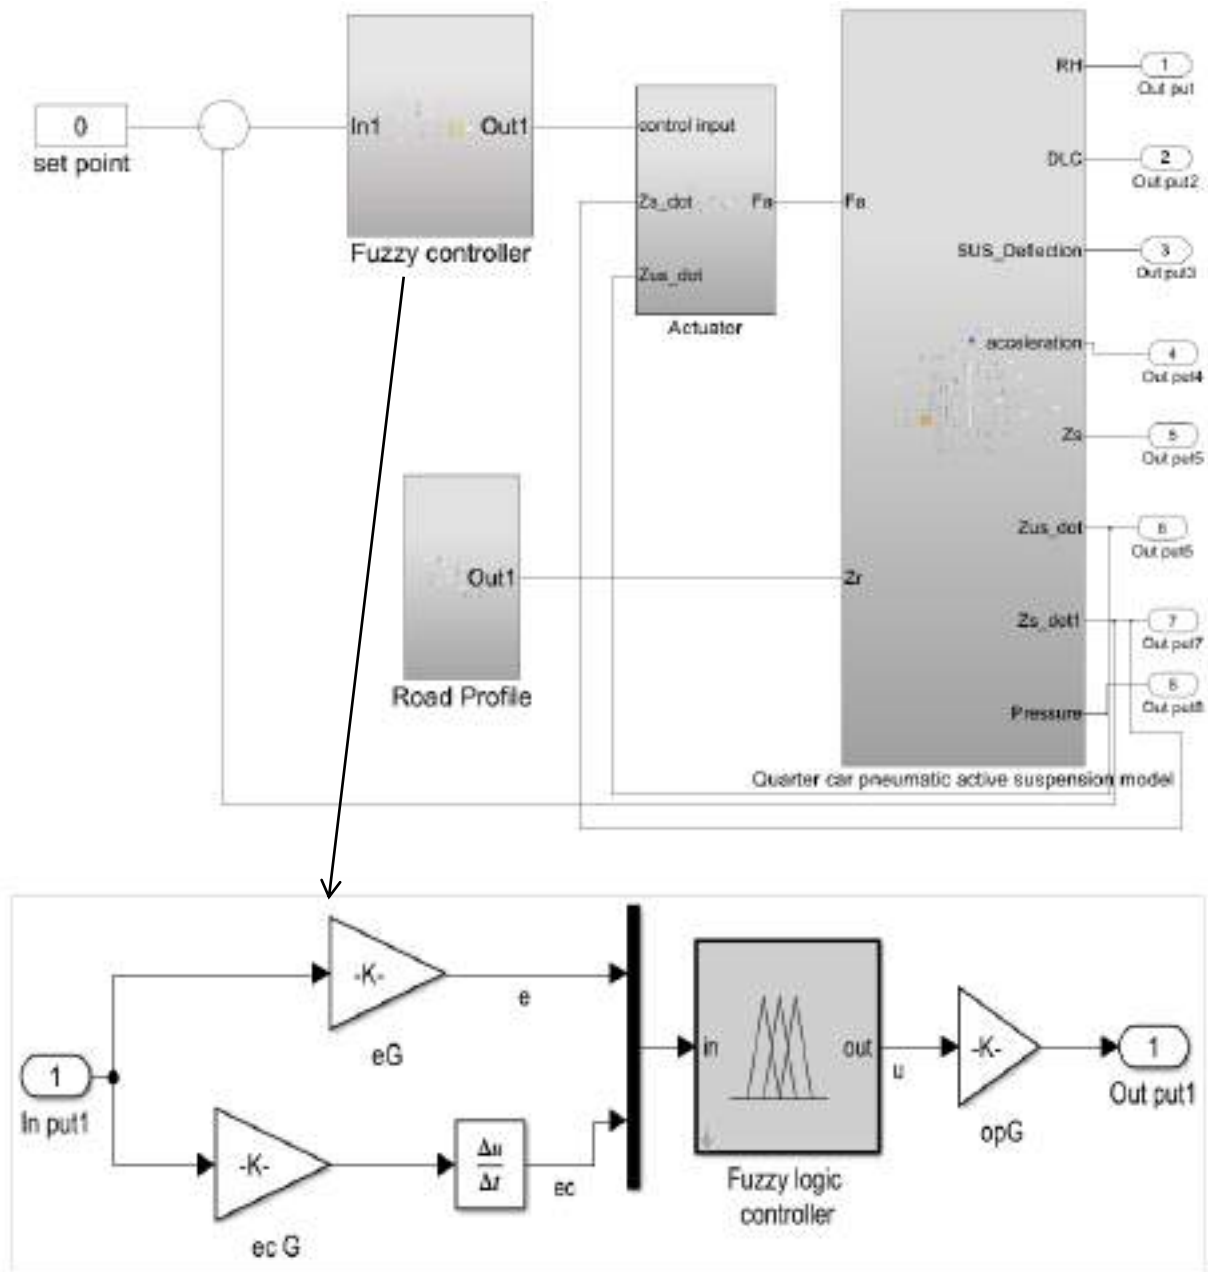 0
set point
In1
Out1
Fuzzy controller
control input
Zs_dot
Fa
Zus_dot
Actuator
Fa
Zr
RH
DLC
SUS_Deflection
acceleration
Zs
Zus_dot
Zs_dot1
Pressure
Quarter car pneumatic active suspension model
1
Out put
2
Out put2
3
Out put3
4
Out put4
5
Out put5
6
7
Out put7
Out put8
Out1
Road Profile
1
In put1
-K-
eG
e
-K-
ec G
Δu
Δt
ec
in
out
Fuzzy logic
controller
u
-K-
opG
1
Out put1